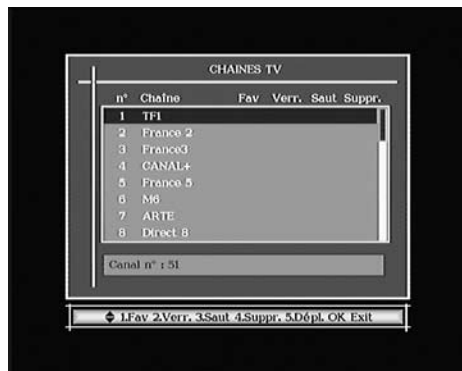 CHAINES TV
n° Chaîne Fav Verr. Saut Suppr.
1 TF1
2 France 2
3 France3
4 CANAL+
5 France 5
6 M6
7 ARTE
8 Direct 8
Canal n° : 51
1.Fav 2.Verr. 3.Saut 4.Suppr. 5.Dépl. OK Exit